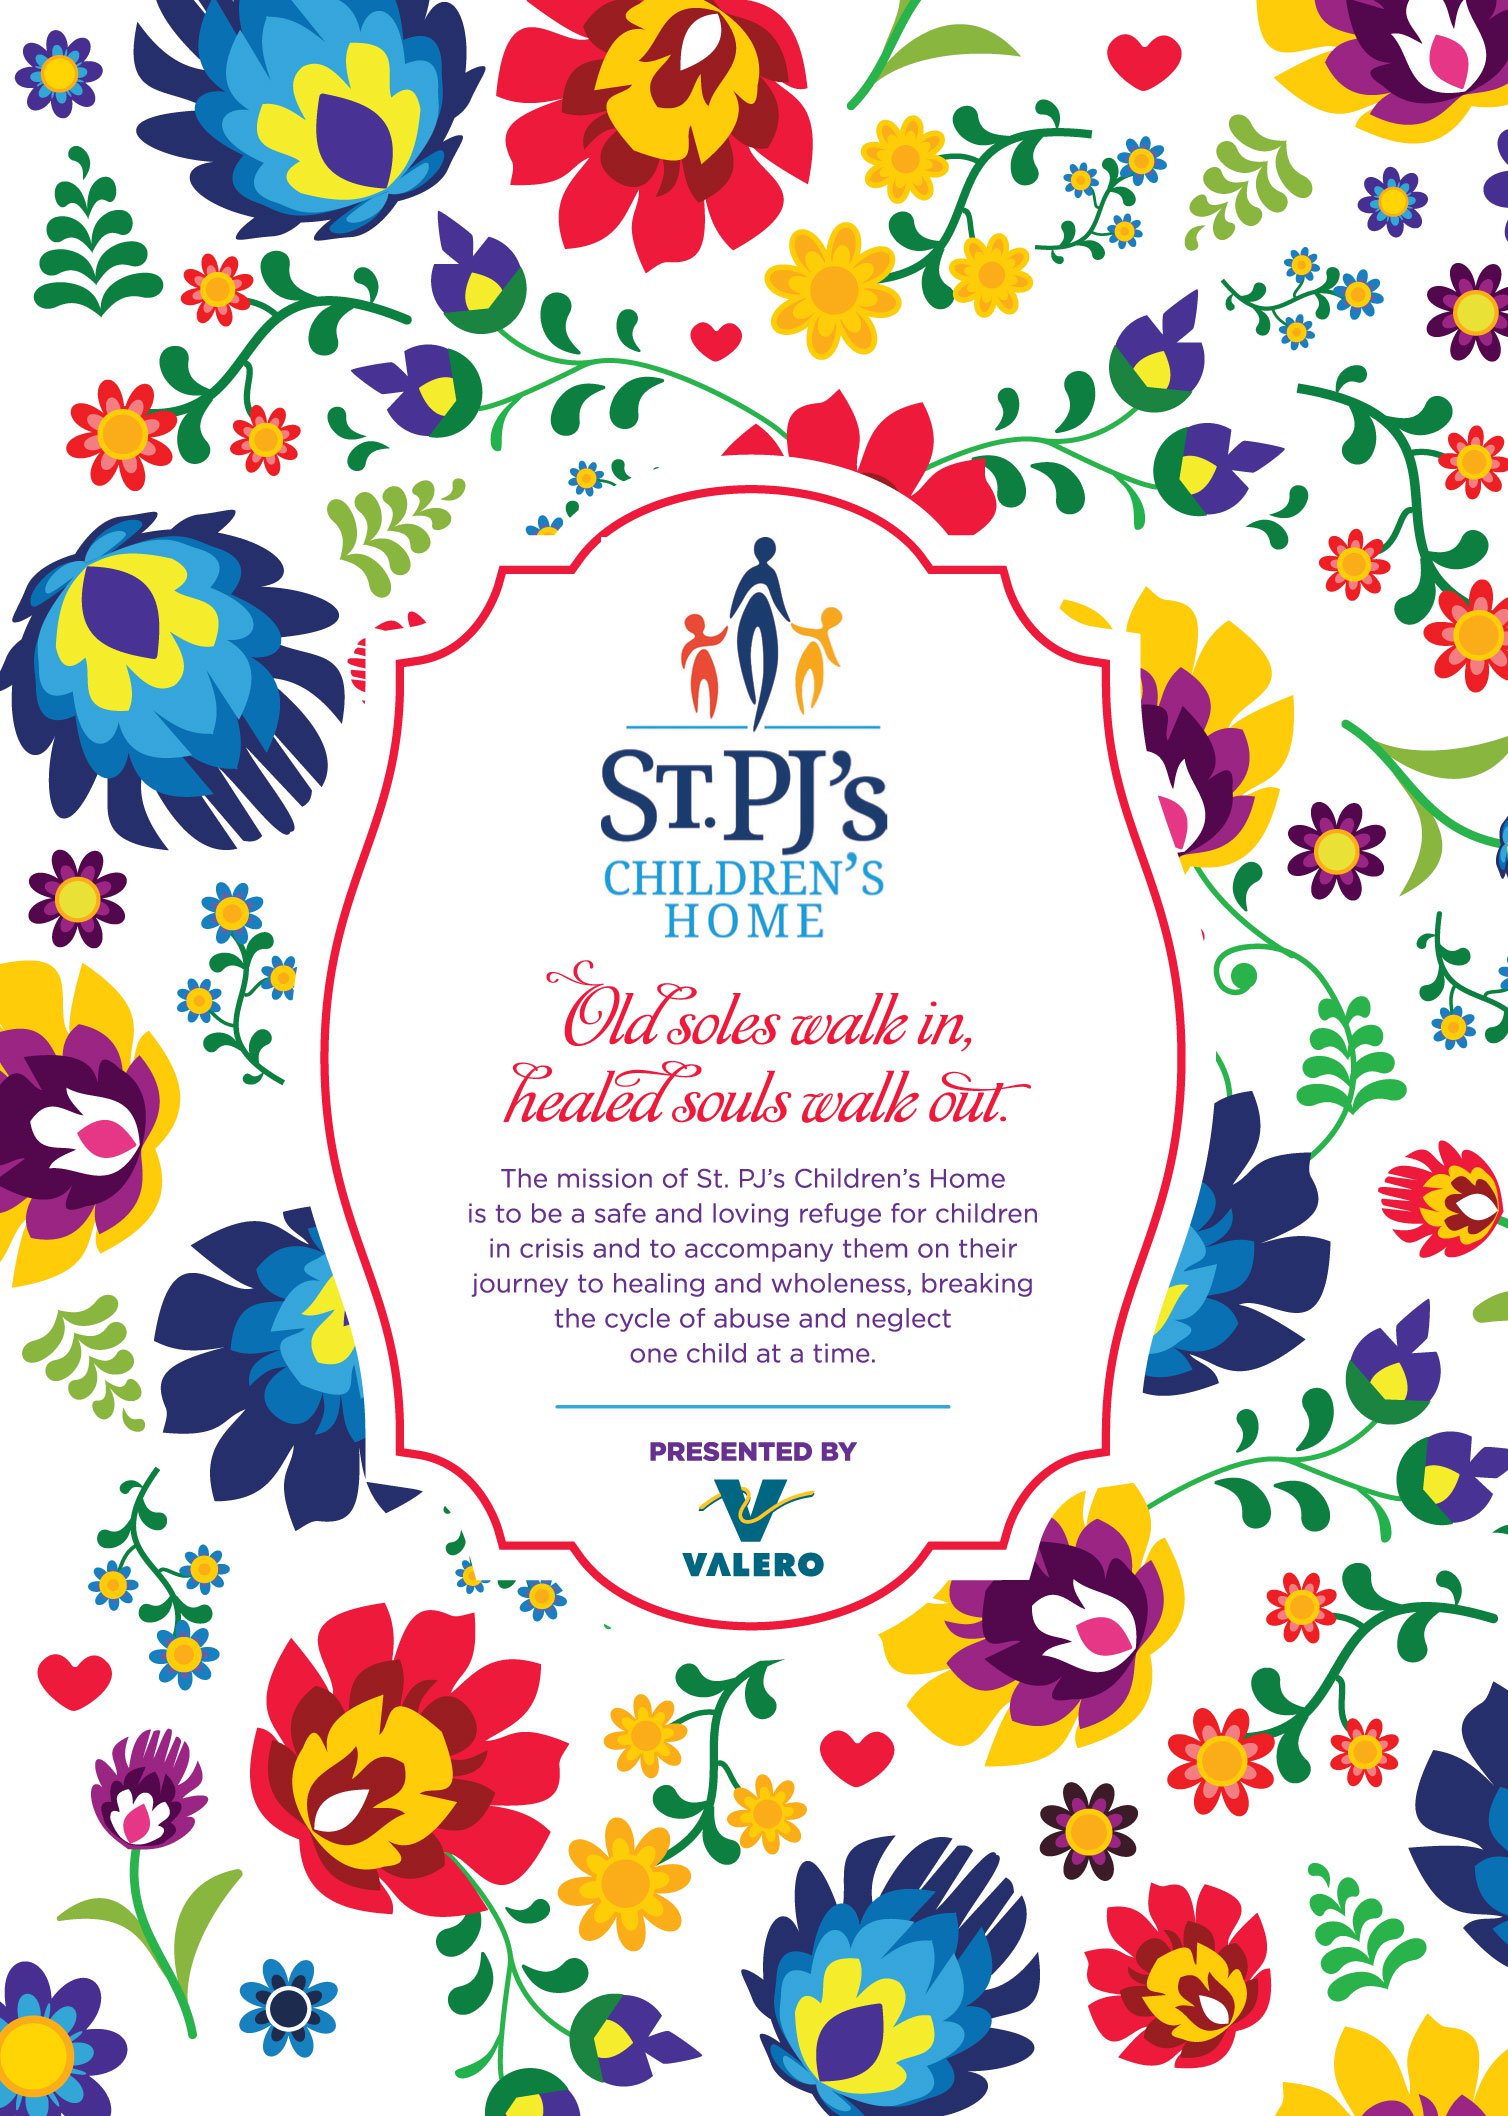 ST. PJ's
CHILDREN'S
HOME
Old soles walk in,
healed souls walk out.
The mission of St. PJ's Children's Home
is to be a safe and loving refuge for children
in crisis and to accompany them on their
journey to healing and wholeness, breaking
the cycle of abuse and neglect
one child at a time.
PRESENTED BY
VALERO